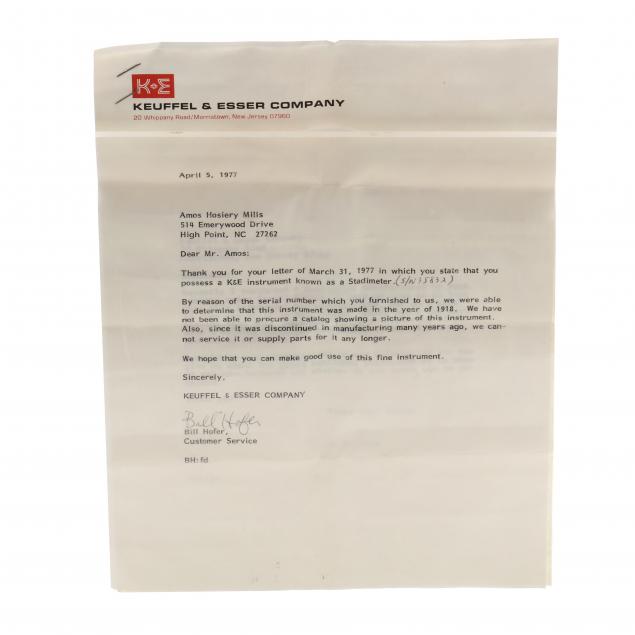 K+E
KEUFFEL & ESSER COMPANY
20 Whippany Road/Morristown, New Jersey 07960
April 5, 1977
Amos Hosiery Mills
514 Emerywood Drive
High Point, NC 27262
Dear Mr. Amos:
Thank you for your letter of March 31, 1977 in which you state that you
possess a K&E instrument known as a Stadimeter. (S/N 35632)
By reason of the serial number which you furnished to us, we were able
to determine that this instrument was made in the year of 1918. We have
not been able to procure a catalog showing a picture of this instrument.
Also, since it was discontinued in manufacturing many years ago, we can-
not service it or supply parts for it any longer.
We hope that you can make good use of this fine instrument.
Sincerely,
KEUFFEL & ESSER COMPANY
Bill Hofer
Bill Hofer,
Customer Service
BH:fd